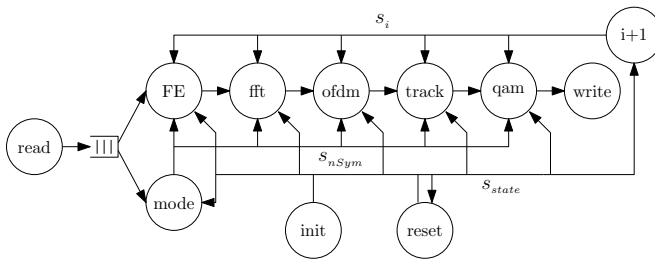 s_i
i+1
FE
fft
ofdm
track
qam
write
read
s_nSym
s_state
mode
init
reset